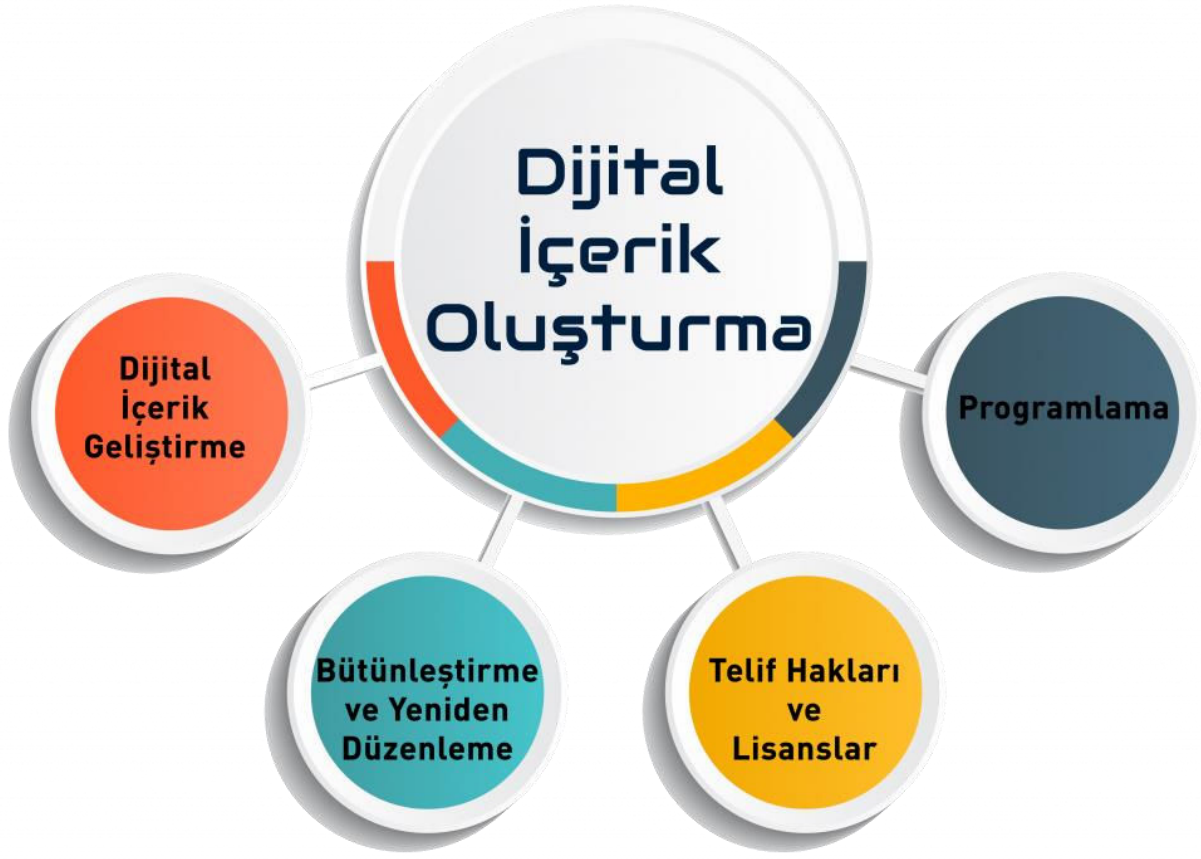 Dijital
İçerik
Oluşturma
Dijital
İçerik
Geliştirme
Bütünleştirme
ve Yeniden
Düzenleme
Telif Hakları
ve
Lisanslar
Programlama